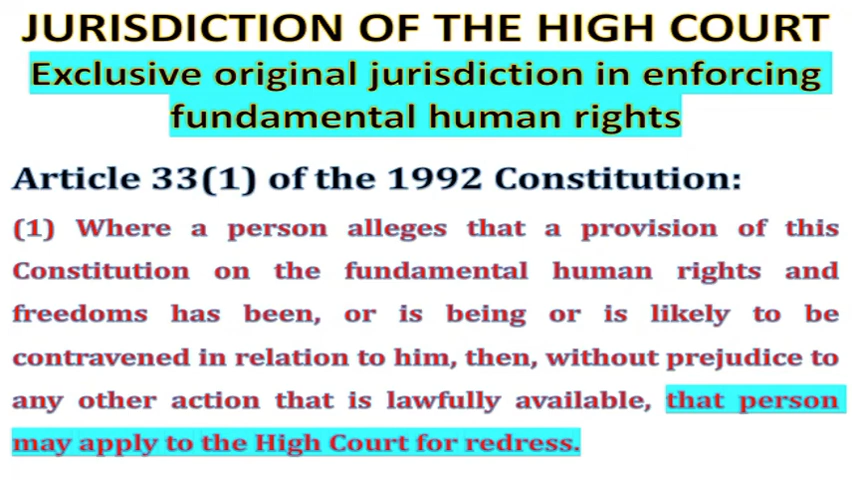 JURISDICTION OF THE HIGH COURT
Exclusive original jurisdiction in enforcing
fundamental human rights
Article 33(1) of the 1992 Constitution:
(1) Where a person alleges that a provision of this
Constitution on the fundamental human rights and
freedoms has been, or is being or is likely to be
contravened in relation to him, then, without prejudice to
any other action that is lawfully available, that person
may apply to the High Court for redress.